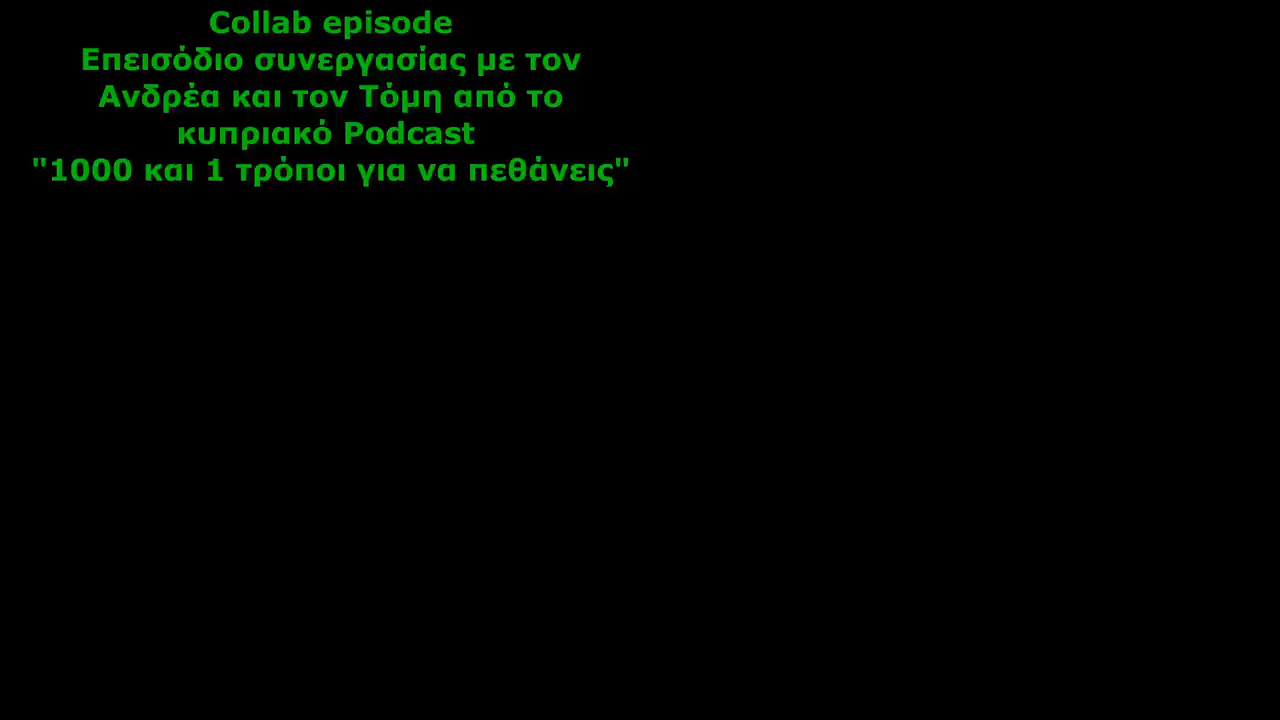 Collab episode
Επεισόδιο συνεργασίας με τον
Ανδρέα και τον Τόμη από το
κυπριακό Podcast
"1000 και 1 τρόποι για να πεθάνεις"